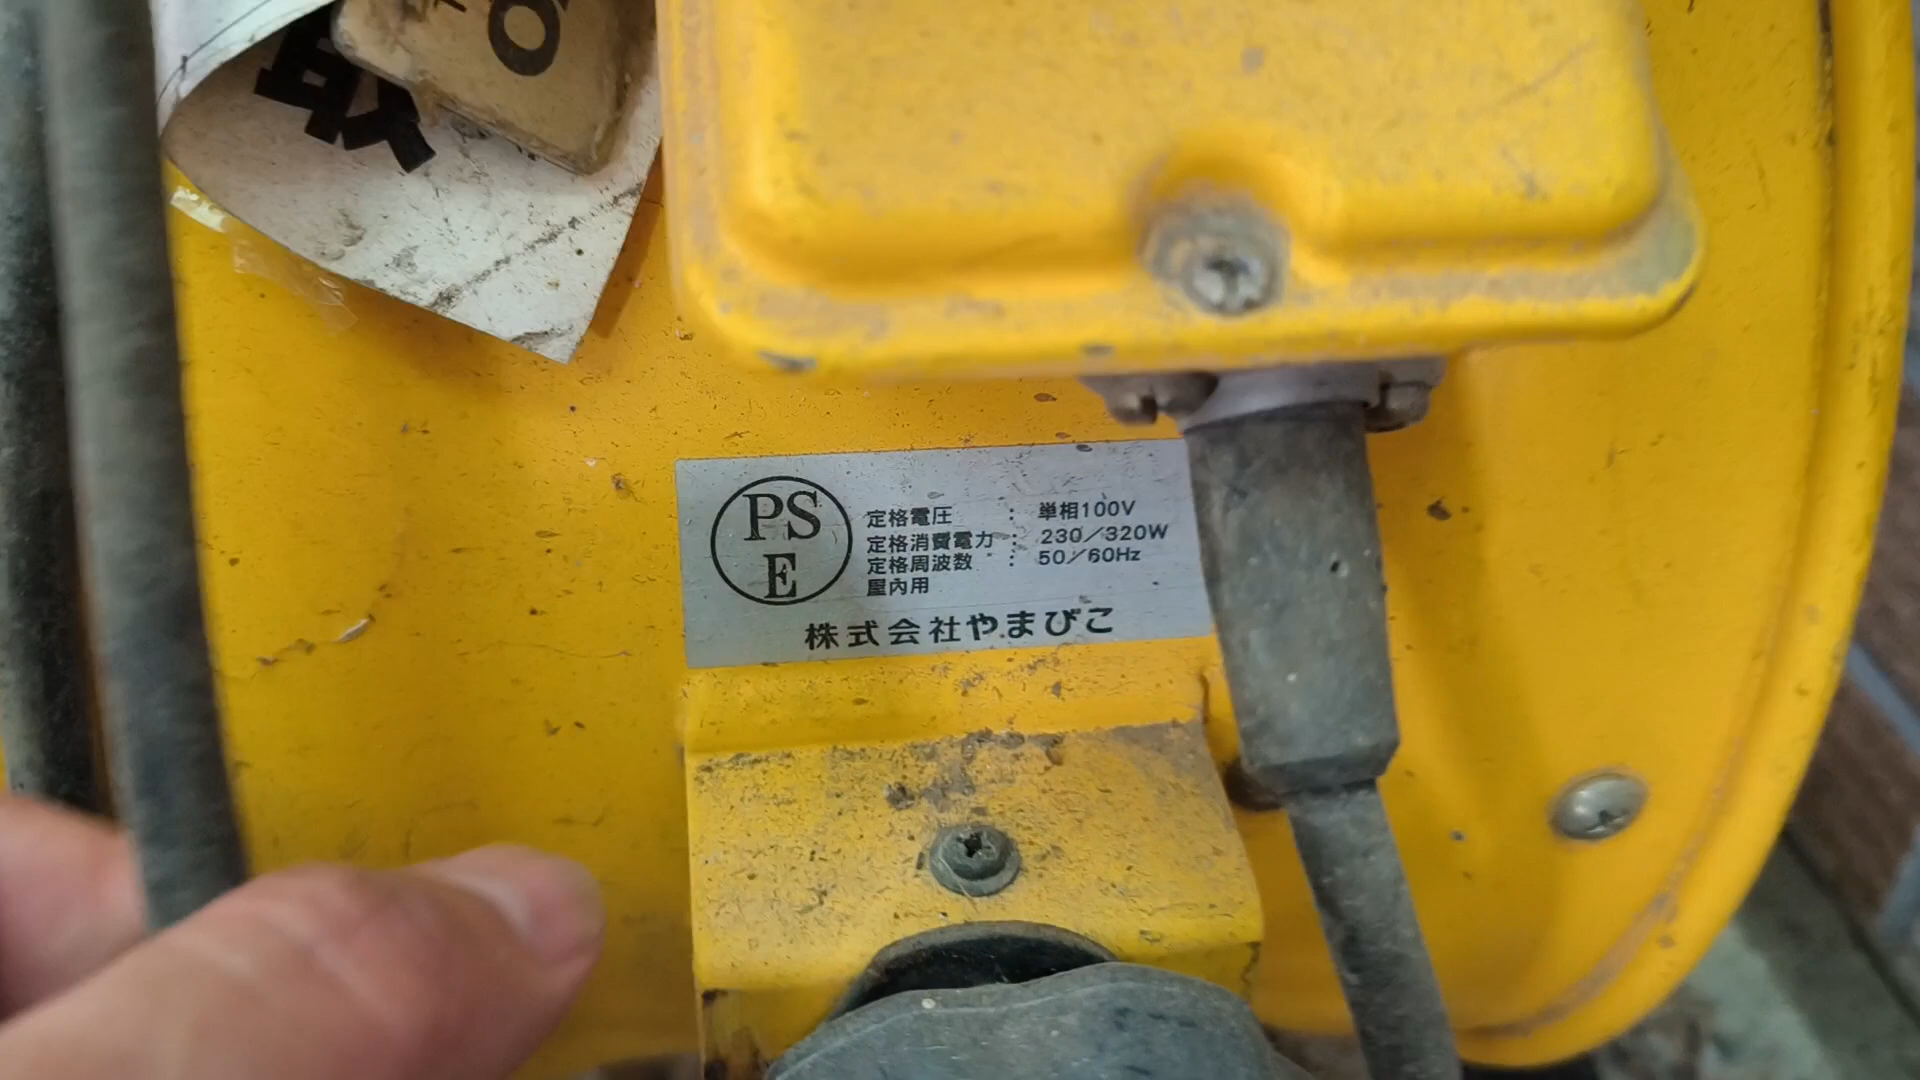 PS
E
定格電圧 : 単相100V
定格消費電力 : 230/320W
定格周波数 : 50/60Hz
屋内用
株式会社やまびこ